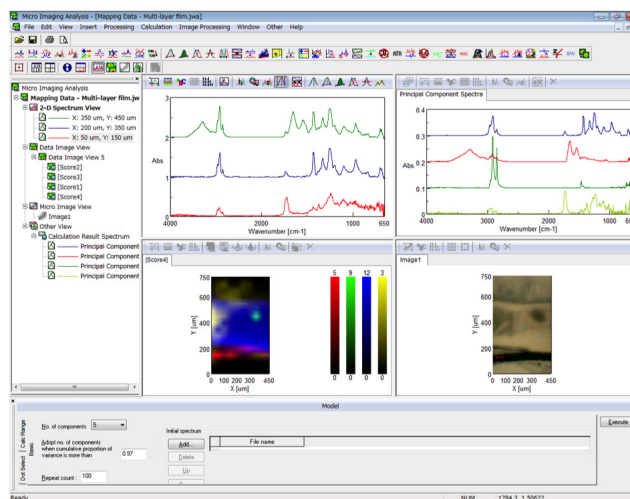 Micro Imaging Analysis - [Mapping Data - Multi-layer film.jwa]
File Edit View Insert Processing Calculation Image Processing Window Other Help
Micro Imaging Analysis
Mapping Data - Multi-layer film.jw
2-D Spectrum View
X: 350 um, Y: 450 um
X: 200 um, Y: 350 um
X: 50 um, Y: 150 um
Data Image View
Data Image View 5
[Score2]
[Score3]
[Score1]
[Score4]
Micro Image View
Image1
Other View
Calculation Result Spectrum
Principal Component
Principal Component
Principal Component
Principal Component
3
2
Abs
1
0
4000 3000 2000 1000 650
Wavenumber [cm-1]
Principal Component Spectra
0.4
0.3
Abs 0.2
0.1
0
4000 3000 2000 1000 650
Wavenumber [cm-1]
[Score4]
750
600
400
Y [um]
200
0
0 100 200 300 450
X [um]
5 9 12 3
0 0 0 0
Image1
750
600
400
Y [um]
200
0
0 100 200 300 450
X [um]
Model
Calc Range
Basic
Dot Select
No. of components 5
Adopt no. of components
when cumulative proportion of
variance is more than 0.97 .
Repeat count : 100
Initial spectrum
Add...
Delete
Up
File name
Execute
Ready
NUM 1784.3, 1.50622